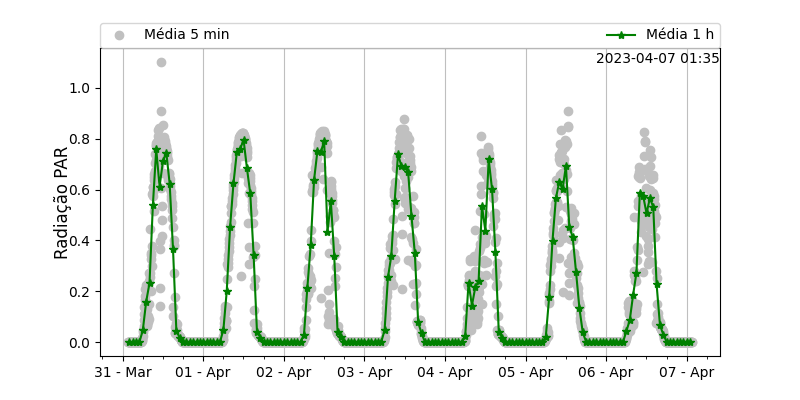 Média 5 min
Média 1 h
2023-04-07 01:35
Radiação PAR
1.0
0.8
0.6
0.4
0.2
0.0
31 - Mar
01 - Apr
02 - Apr
03 - Apr
04 - Apr
05 - Apr
06 - Apr
07 - Apr